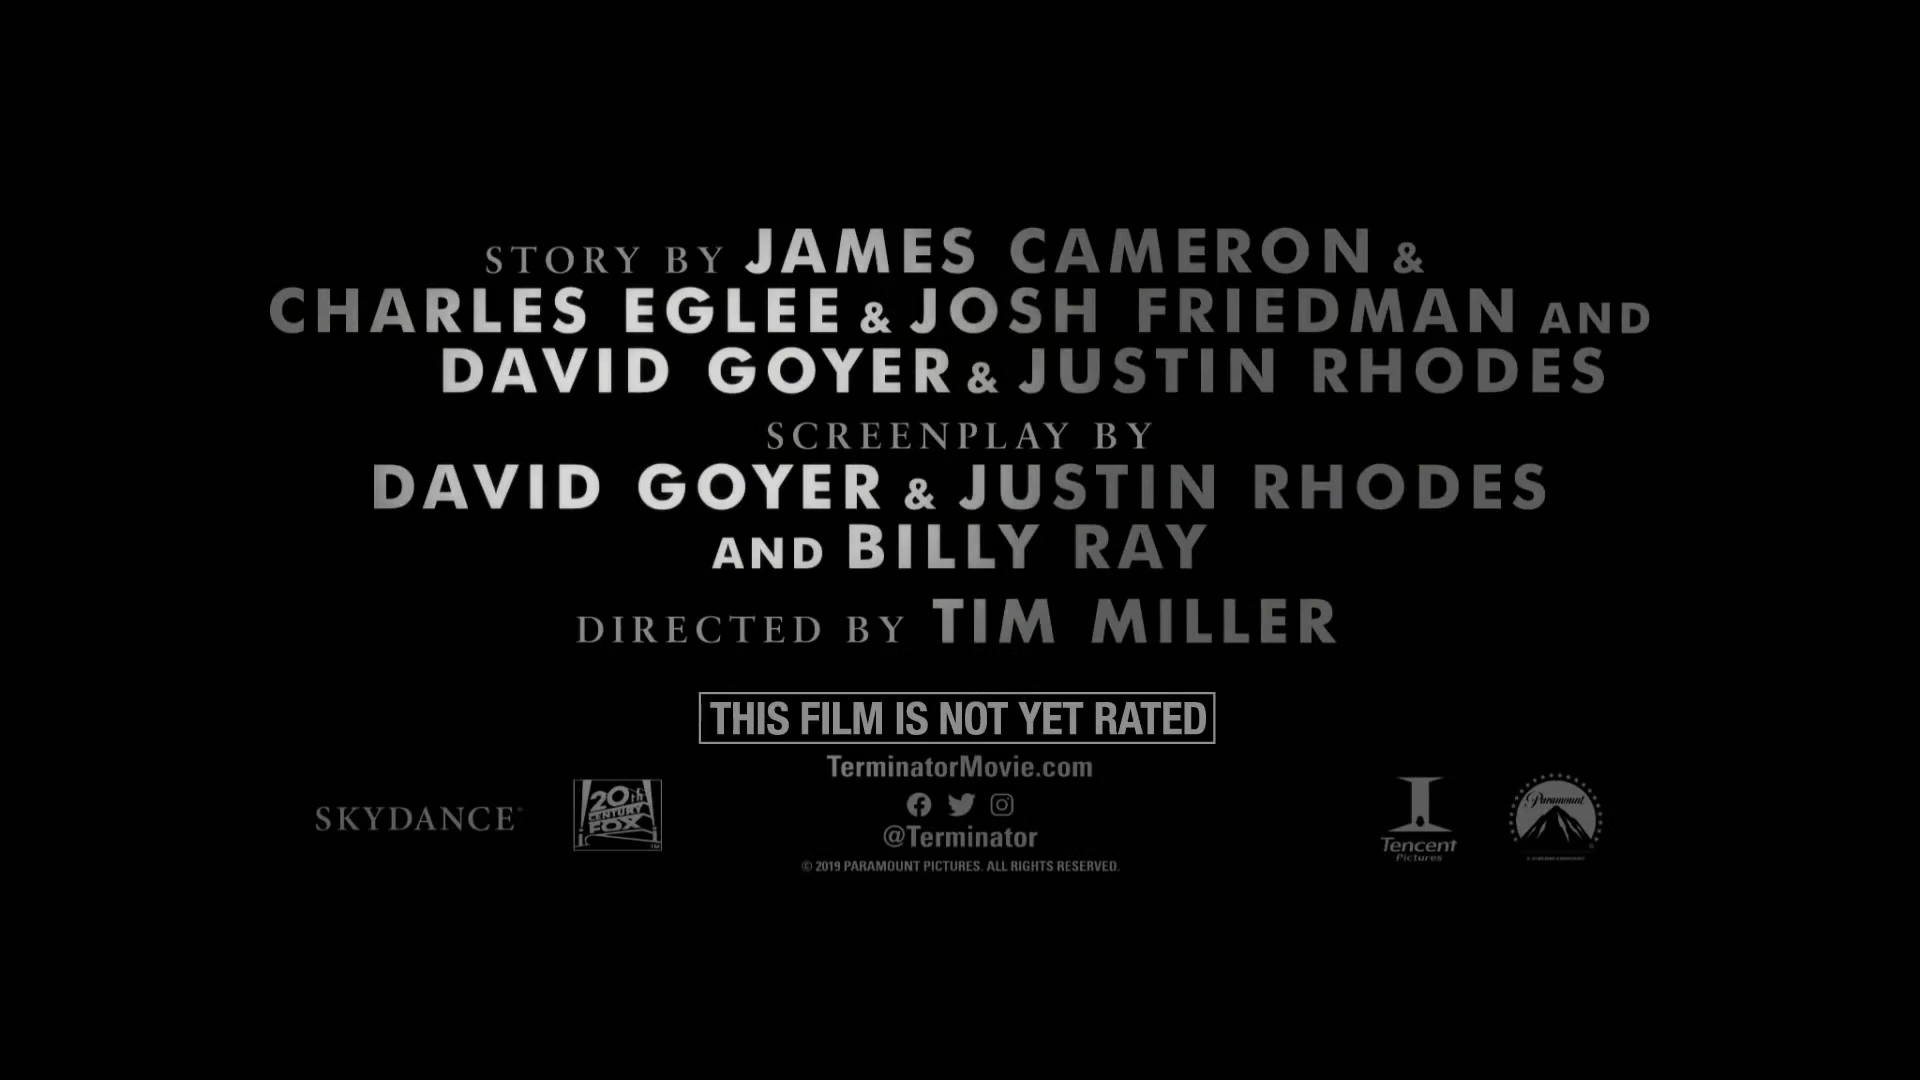 STORY BY JAMES CAMERON &
CHARLES EGLEE & JOSH FRIEDMAN AND
DAVID GOYER & JUSTIN RHODES
SCREENPLAY BY
DAVID GOYER & JUSTIN RHODES
AND BILLY RAY
DIRECTED BY TIM MILLER
THIS FILM IS NOT YET RATED
TerminatorMovie.com
@Terminator
© 2019 PARAMOUNT PICTURES. ALL RIGHTS RESERVED.
SKYDANCE
20th
CENTURY
FOX
Tencent
Pictures
Paramount